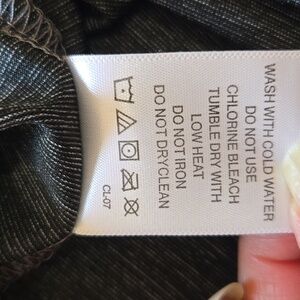 WASH WITH COLD WATER
DO NOT USE
CHLORINE BLEACH
TUMBLE DRY WITH
LOW HEAT
DO NOT IRON
DO NOT DRYCLEAN
CL-07